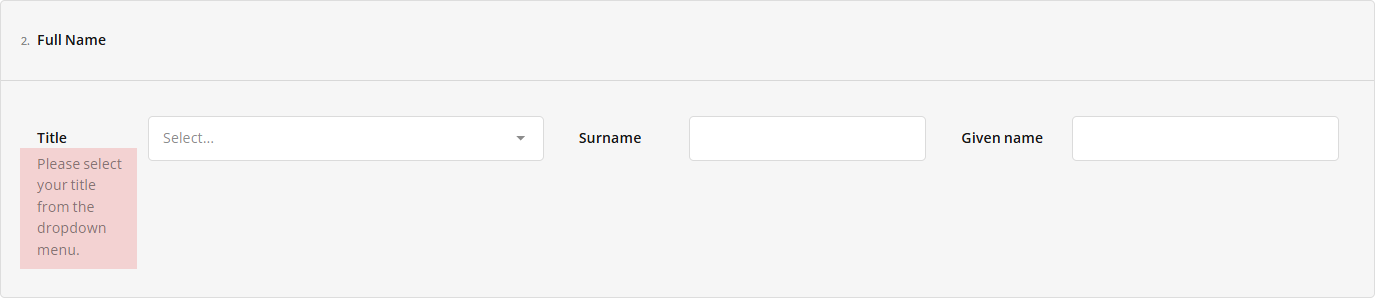 2. Full Name
Title
Select...
Surname
Given name
Please select
your title
from the
dropdown
menu.